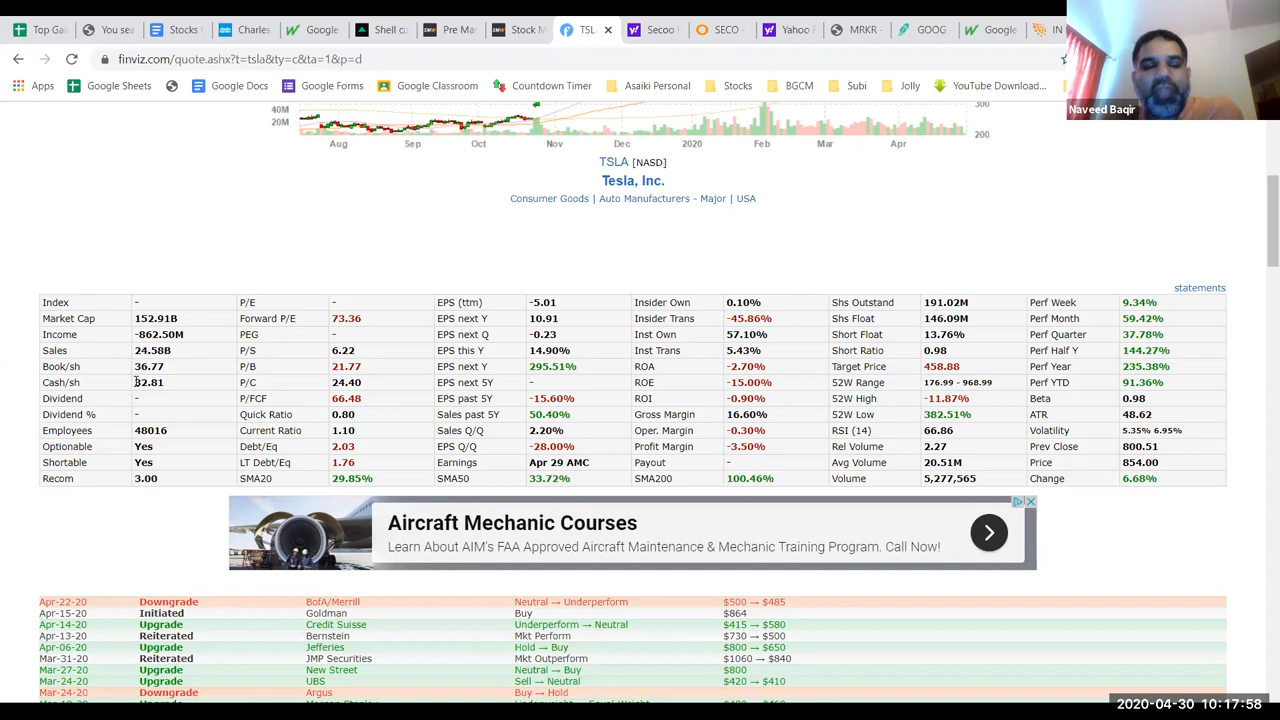 Top Ga
You sea
Stocks
Charles
Google
Shell cu
Pre Ma
Stock M
TSL
Secoo
SECO -
Yahoo
MRKR -
GOOG
Google
IN
finviz.com/quote.ashx?t=tsla&ty=c&ta=1&p=d
Apps Google Sheets Google Docs Google Forms Google Classroom Countdown Timer Asaiki Personal Stocks BGCM Subi Jolly YouTube Download...
Naveed Baqir
40M
20M
300
200
Aug Sep Oct Nov Dec 2020 Feb Mar Apr
TSLA [NASD]
Tesla, Inc.
Consumer Goods | Auto Manufacturers - Major | USA
statements
Index - P/E - EPS (ttm) -5.01 Insider Own 0.10% Shs Outstand 191.02M Perf Week 9.34%
Market Cap 152.91B Forward P/E 73.36 EPS next Y 10.91 Insider Trans -45.86% Shs Float 146.09M Perf Month 59.42%
Income -862.50M PEG - EPS next Q -0.23 Inst Own 57.10% Short Float 13.76% Perf Quarter 37.78%
Sales 24.58B P/S 6.22 EPS this Y 14.90% Inst Trans 5.43% Short Ratio 0.98 Perf Half Y 144.27%
Book/sh 36.77 P/B 21.77 EPS next Y 295.51% ROA -2.70% Target Price 458.88 Perf Year 235.38%
Cash/sh 32.81 P/C 24.40 EPS next 5Y - ROE -15.00% 52W Range 176.99 - 968.99 Perf YTD 91.36%
Dividend - P/FCF 66.48 EPS past 5Y -15.60% ROI -0.90% 52W High -11.87% Beta 0.98
Dividend % - Quick Ratio 0.80 Sales past 5Y 50.40% Gross Margin 16.60% 52W Low 382.51% ATR 48.62
Employees 48016 Current Ratio 1.10 Sales Q/Q 2.20% Oper. Margin -0.30% RSI (14) 66.86 Volatility 5.35% 6.95%
Optionable Yes Debt/Eq 2.03 EPS Q/Q -28.00% Profit Margin -3.50% Rel Volume 2.27 Prev Close 800.51
Shortable Yes LT Debt/Eq 1.76 Earnings Apr 29 AMC Payout - Avg Volume 20.51M Price 854.00
Recom 3.00 SMA20 29.85% SMA50 33.72% SMA200 100.46% Volume 5,277,565 Change 6.68%
Aircraft Mechanic Courses
Learn About AIM's FAA Approved Aircraft Maintenance & Mechanic Training Program. Call Now!
Apr-22-20 Downgrade BofA/Merrill Neutral → Underperform $500 → $485
Apr-15-20 Initiated Goldman Buy $864
Apr-14-20 Upgrade Credit Suisse Underperform → Neutral $415 → $580
Apr-13-20 Reiterated Bernstein Mkt Perform $730 → $500
Apr-06-20 Upgrade Jefferies Hold → Buy $800 → $650
Mar-31-20 Reiterated JMP Securities Mkt Outperform $1060 → $840
Mar-27-20 Upgrade New Street Neutral → Buy $800
Mar-24-20 Upgrade UBS Sell → Neutral $420 → $410
Mar-24-20 Downgrade Argus Buy → Hold
2020-04-30 10:17:58